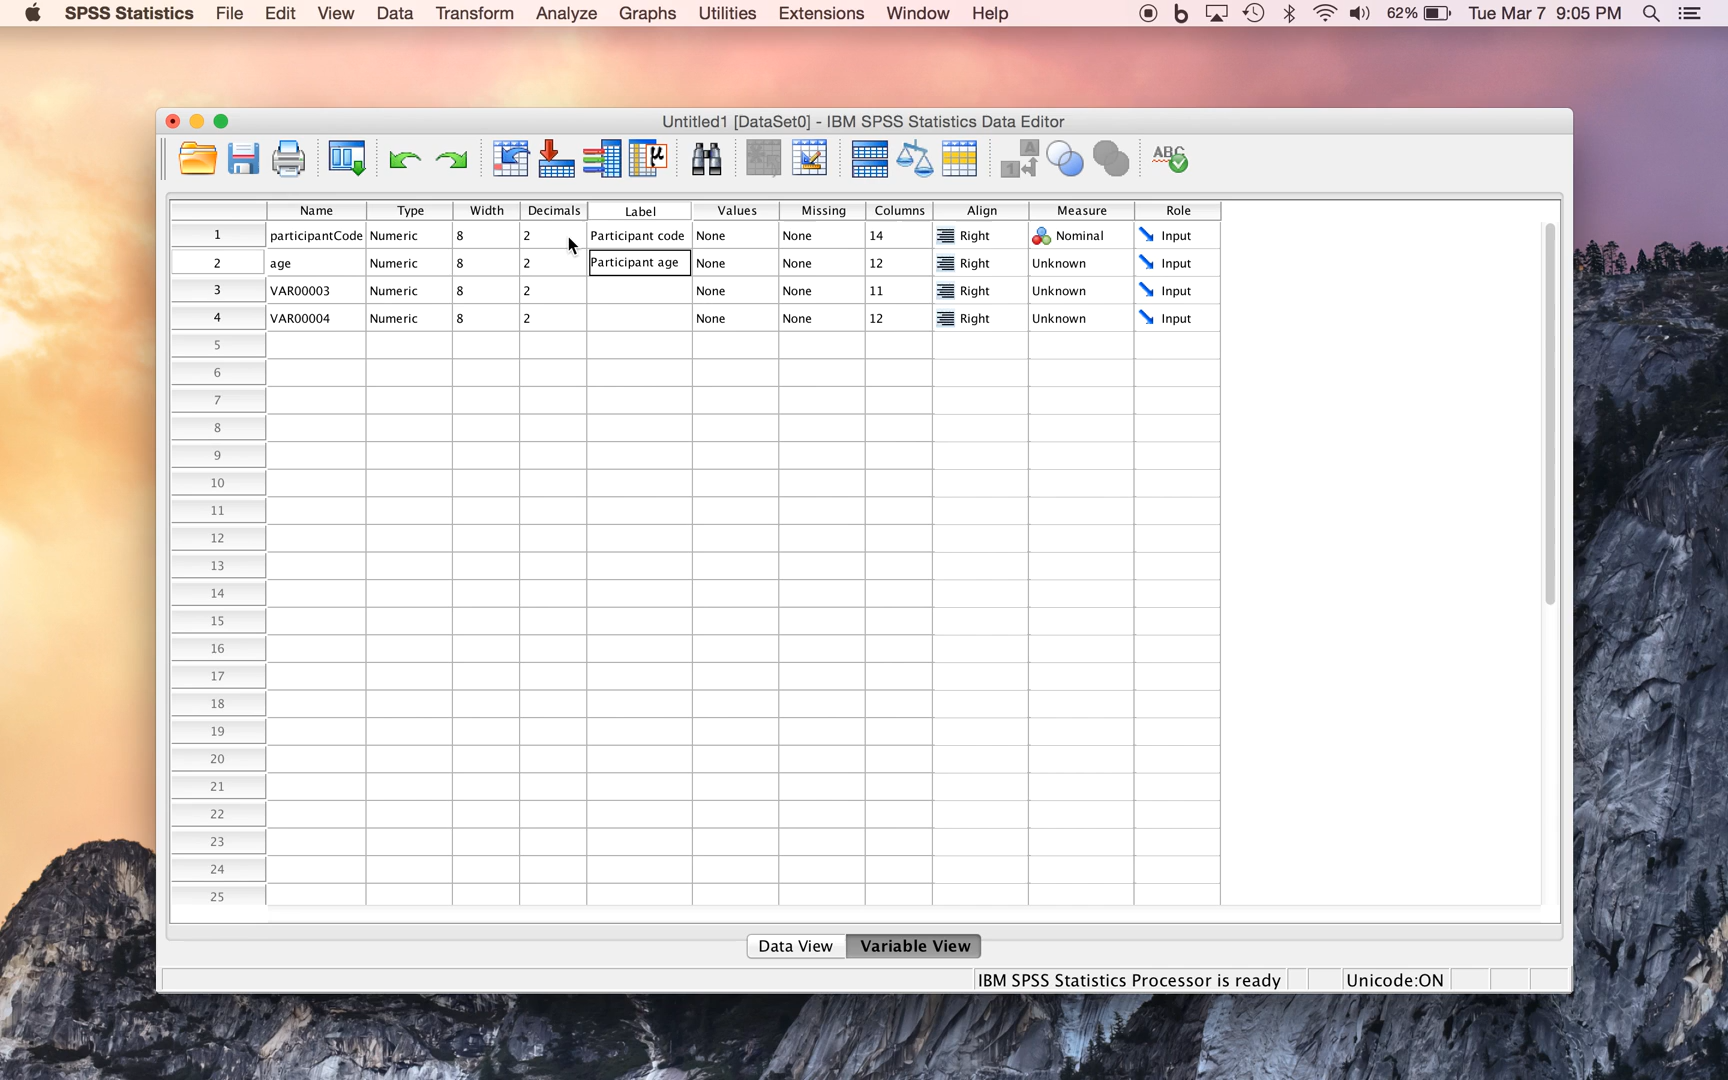 SPSS Statistics File Edit View Data Transform Analyze Graphs Utilities Extensions Window Help 62% Tue Mar 7 9:05 PM
Untitled1 [DataSet0] - IBM SPSS Statistics Data Editor
Name Type Width Decimals Label Values Missing Columns Align Measure Role
1 participantCode Numeric 8 2 Participant code None None 14 Right Nominal Input
2 age Numeric 8 2 Participant age None None 12 Right Unknown Input
3 VAR00003 Numeric 8 2 None None 11 Right Unknown Input
4 VAR00004 Numeric 8 2 None None 12 Right Unknown Input
5
6
7
8
9
10
11
12
13
14
15
16
17
18
19
20
21
22
23
24
25
Data View Variable View
IBM SPSS Statistics Processor is ready Unicode:ON